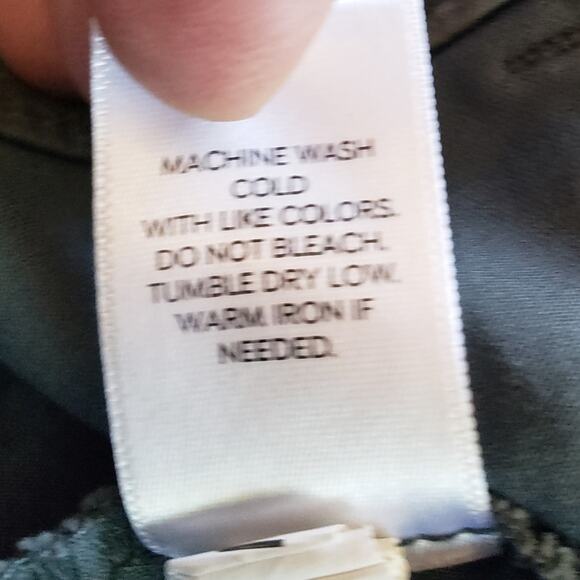 MACHINE WASH
COLD
WITH LIKE COLORS.
DO NOT BLEACH.
TUMBLE DRY LOW.
WARM IRON IF
NEEDED.